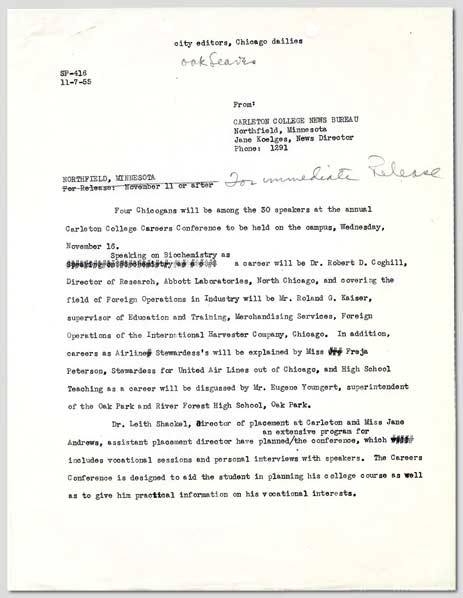 city editors, Chicago dailies
oak leaves
SF-416
11-7-55
From:
CARLETON COLLEGE NEWS BUREAU
Northfield, Minnesota
Jane Koelges, News Director
Phone: 1291
NORTHFIELD, MINNESOTA
For Release: November 11 or after For immediate Release
Four Chicagoans will be among the 30 speakers at the annual
Carleton College Careers Conference to be held on the campus, Wednesday,
November 16.
Speaking on Biochemistry as
Speaking on Biochemistry as a career will be Dr. Robert D. Coghill,
Director of Research, Abbott Laboratories, North Chicago, and covering the
field of Foreign Operations in Industry will be Mr. Roland G. Kaiser,
supervisor of Education and Training, Merchandising Services, Foreign
Operations of the International Harvester Company, Chicago. In addition,
careers as Airline Stewardess's will be explained by Miss Freja
Peterson, Stewardess for United Air Lines out of Chicago, and High School
Teaching as a career will be disgussed by Mr. Eugene Youngert, superintendent
of the Oak Park and River Forest High School, Oak Park.
Dr. Leith Shackel, director of placement at Carleton and Miss Jane
an extensive program for
Andrews, assistant placement director have planned/the conference, which
includes vocational sessions and personal interviews with speakers. The Careers
Conference is designed to aid the student in planning his college course as well
as to give him practical information on his vocational interests.